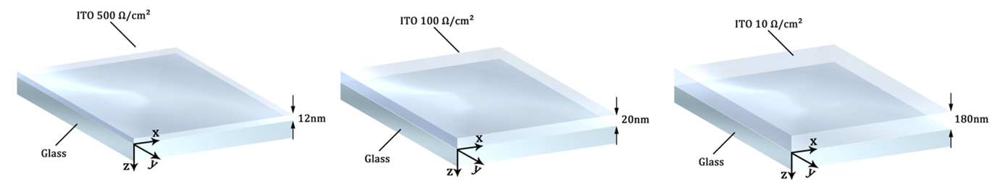 ITO 500 Ω/cm²
12nm
Glass
x
y
z
ITO 100 Ω/cm²
20nm
Glass
x
y
z
ITO 10 Ω/cm²
180nm
Glass
x
y
z